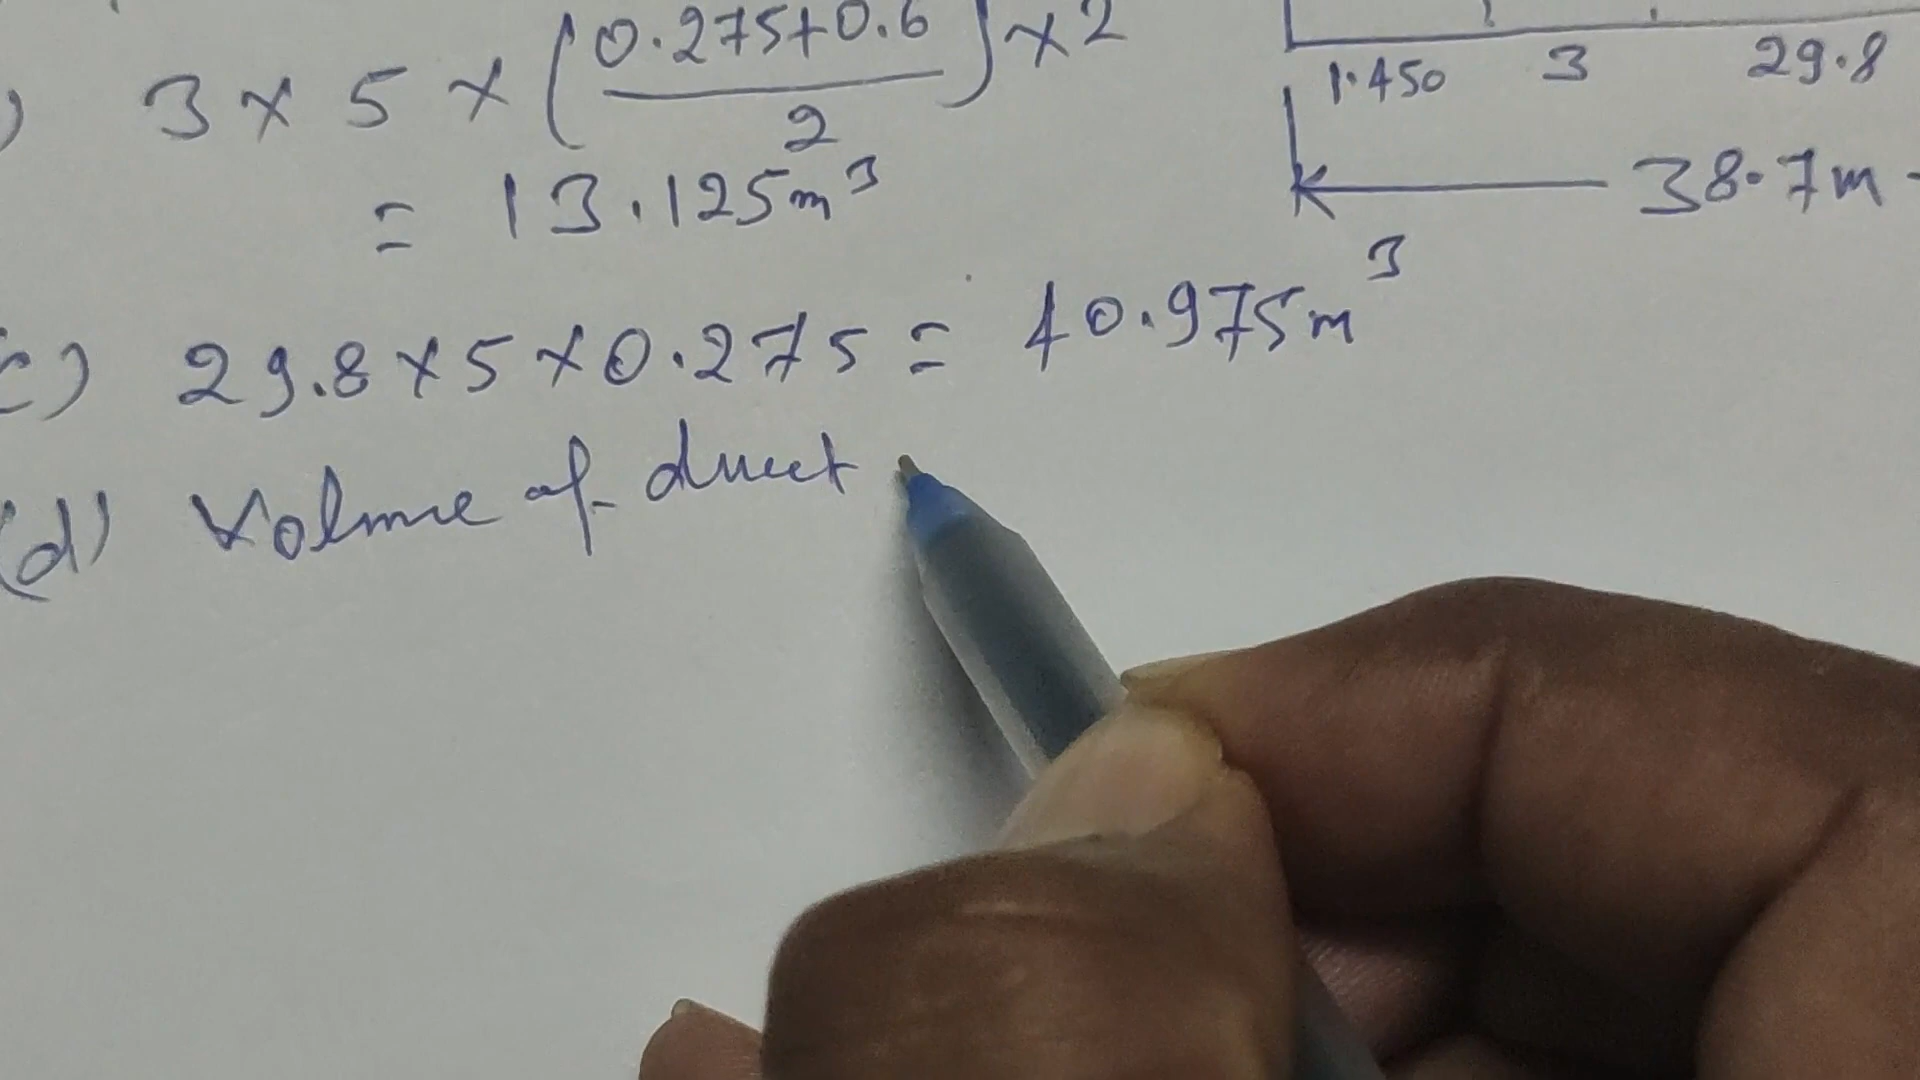 ) 3 × 5 × (0.275+0.6 / 2) × 2
= 13.125m³
c) 29.8 × 5 × 0.275 = 40.975m³
(d) Volme of duct
1.450 3 29.8
38.7m